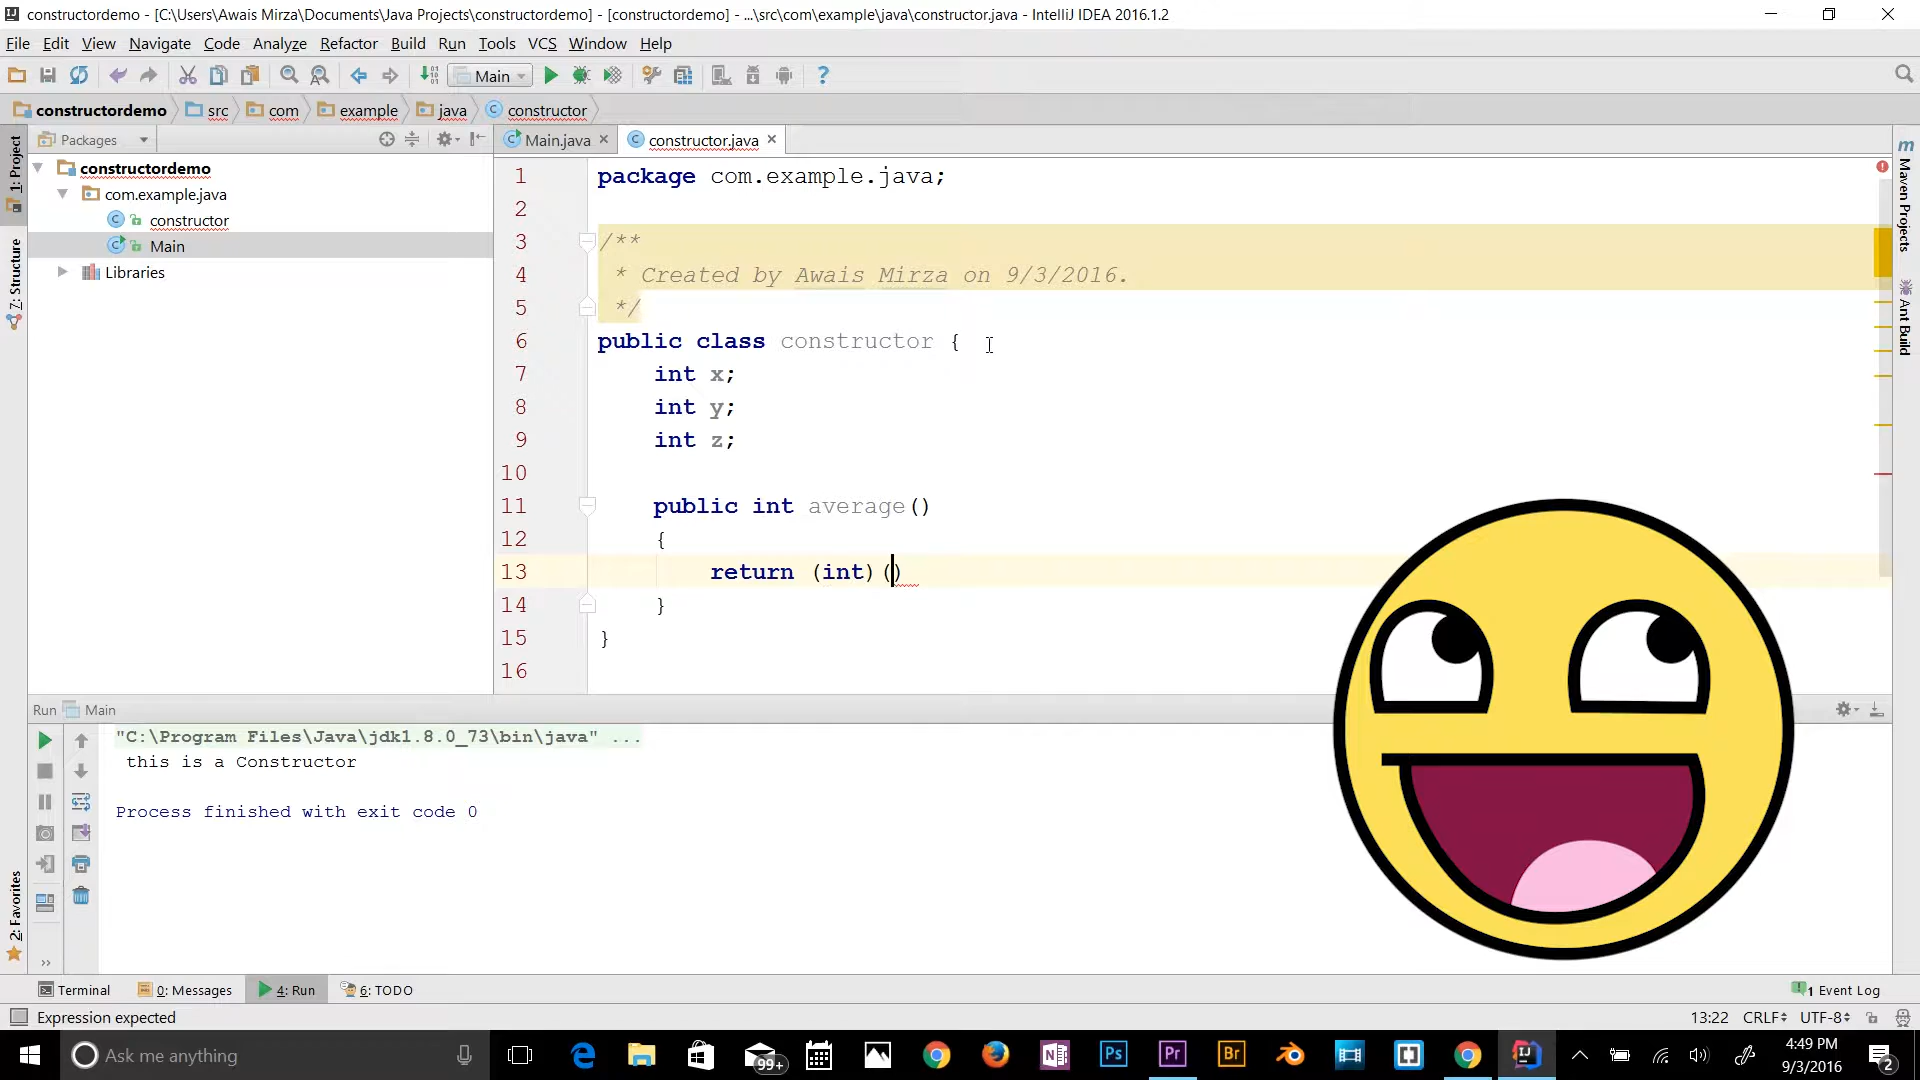 constructordemo - [C:\Users\Awais Mirza\Documents\Java Projects\constructordemo] - [constructordemo] - ...\src\com\example\java\constructor.java - IntelliJ IDEA 2016.1.2
File Edit View Navigate Code Analyze Refactor Build Run Tools VCS Window Help
Main
constructordemo src com example java constructor
Packages
Main.java constructor.java
1: Project
7: Structure
2: Favorites
constructordemo
com.example.java
constructor
Main
Libraries
1 package com.example.java;
2
3 /**
4 * Created by Awais Mirza on 9/3/2016.
5 */
6 public class constructor {
7 int x;
8 int y;
9 int z;
10
11 public int average()
12 {
13 return (int)()
14 }
15 }
16
m Maven Projects
Ant Build
Run Main
"C:\Program Files\Java\jdk1.8.0_73\bin\java" ...
this is a Constructor
Process finished with exit code 0
Terminal 0: Messages 4: Run 6: TODO 1 Event Log
Expression expected 13:22 CRLF UTF-8
Ask me anything 99+ Ps Pr Br 4:49 PM
9/3/2016 2